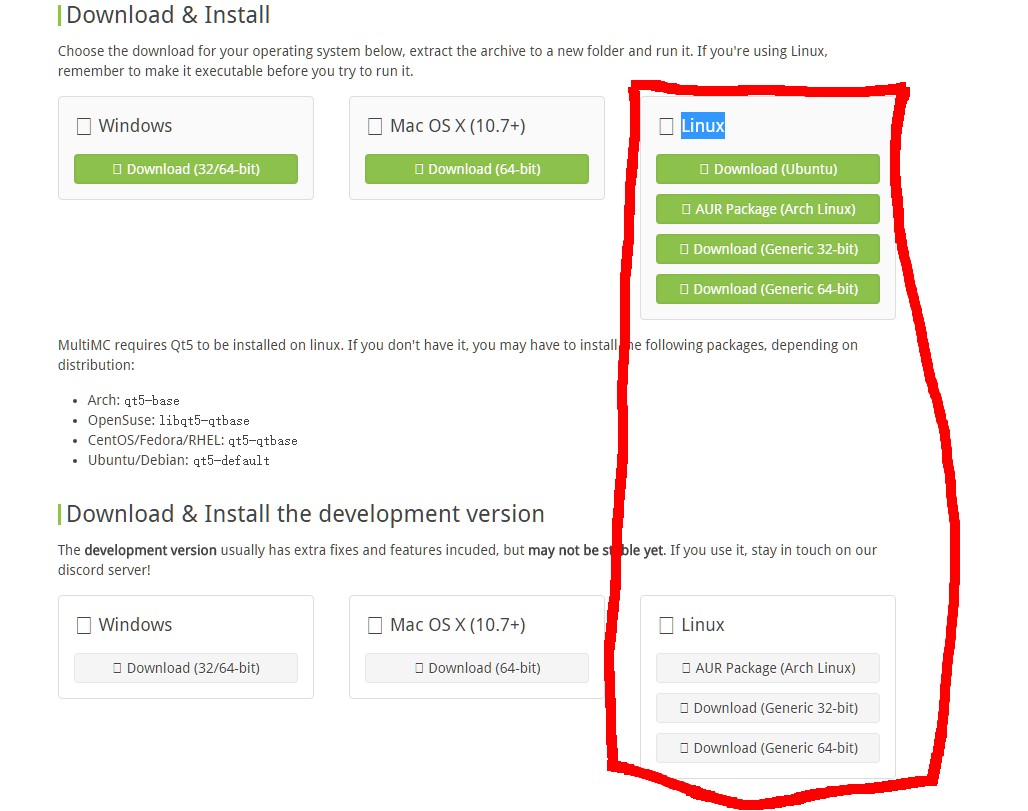 Download & Install
Choose the download for your operating system below, extract the archive to a new folder and run it. If you're using Linux,
remember to make it executable before you try to run it.
Windows
Download (32/64-bit)
Mac OS X (10.7+)
Download (64-bit)
Linux
Download (Ubuntu)
AUR Package (Arch Linux)
Download (Generic 32-bit)
Download (Generic 64-bit)
MultiMC requires Qt5 to be installed on linux. If you don't have it, you may have to install the following packages, depending on
distribution:
Arch: qt5-base
OpenSuse: libqt5-qtbase
CentOS/Fedora/RHEL: qt5-qtbase
Ubuntu/Debian: qt5-default
Download & Install the development version
The development version usually has extra fixes and features incuded, but may not be stable yet. If you use it, stay in touch on our
discord server!
Windows
Download (32/64-bit)
Mac OS X (10.7+)
Download (64-bit)
Linux
AUR Package (Arch Linux)
Download (Generic 32-bit)
Download (Generic 64-bit)